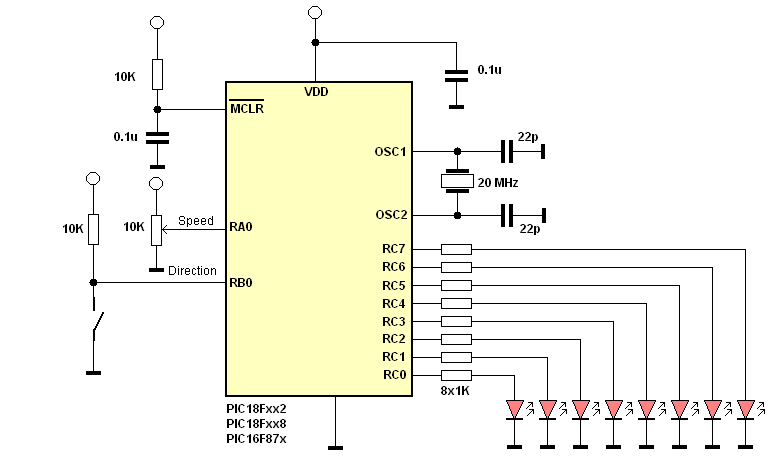 10K
0.1u
VDD
0.1u
MCLR
OSC1
22p
20 MHz
OSC2
22p
10K
10K
Speed
RA0
Direction
RB0
RC7
RC6
RC5
RC4
RC3
RC2
RC1
RC0
8x1K
PIC18Fxx2
PIC18Fxx8
PIC16F87x